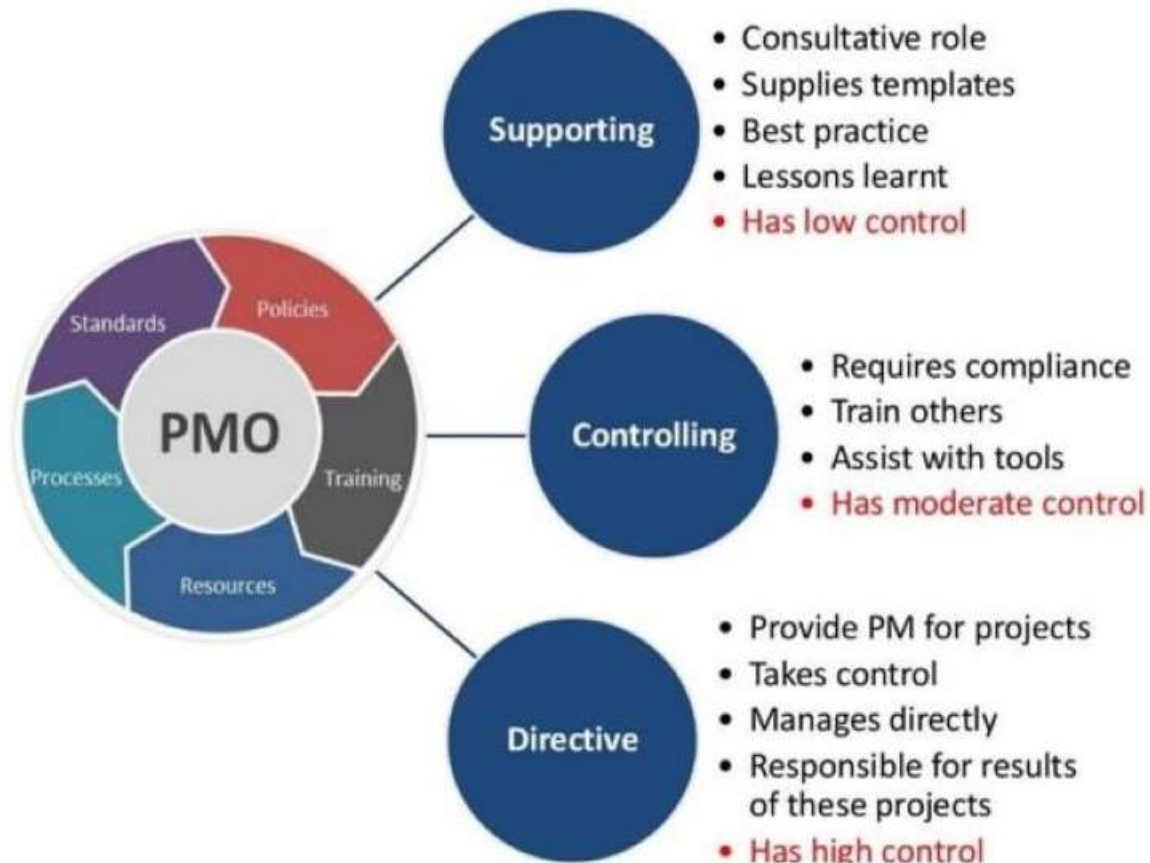 Supporting
• Consultative role
• Supplies templates
• Best practice
• Lessons learnt
• Has low control
Standards
Policies
PMO
Processes
Training
Resources
Controlling
• Requires compliance
• Train others
• Assist with tools
• Has moderate control
Directive
• Provide PM for projects
• Takes control
• Manages directly
• Responsible for results
of these projects
• Has high control